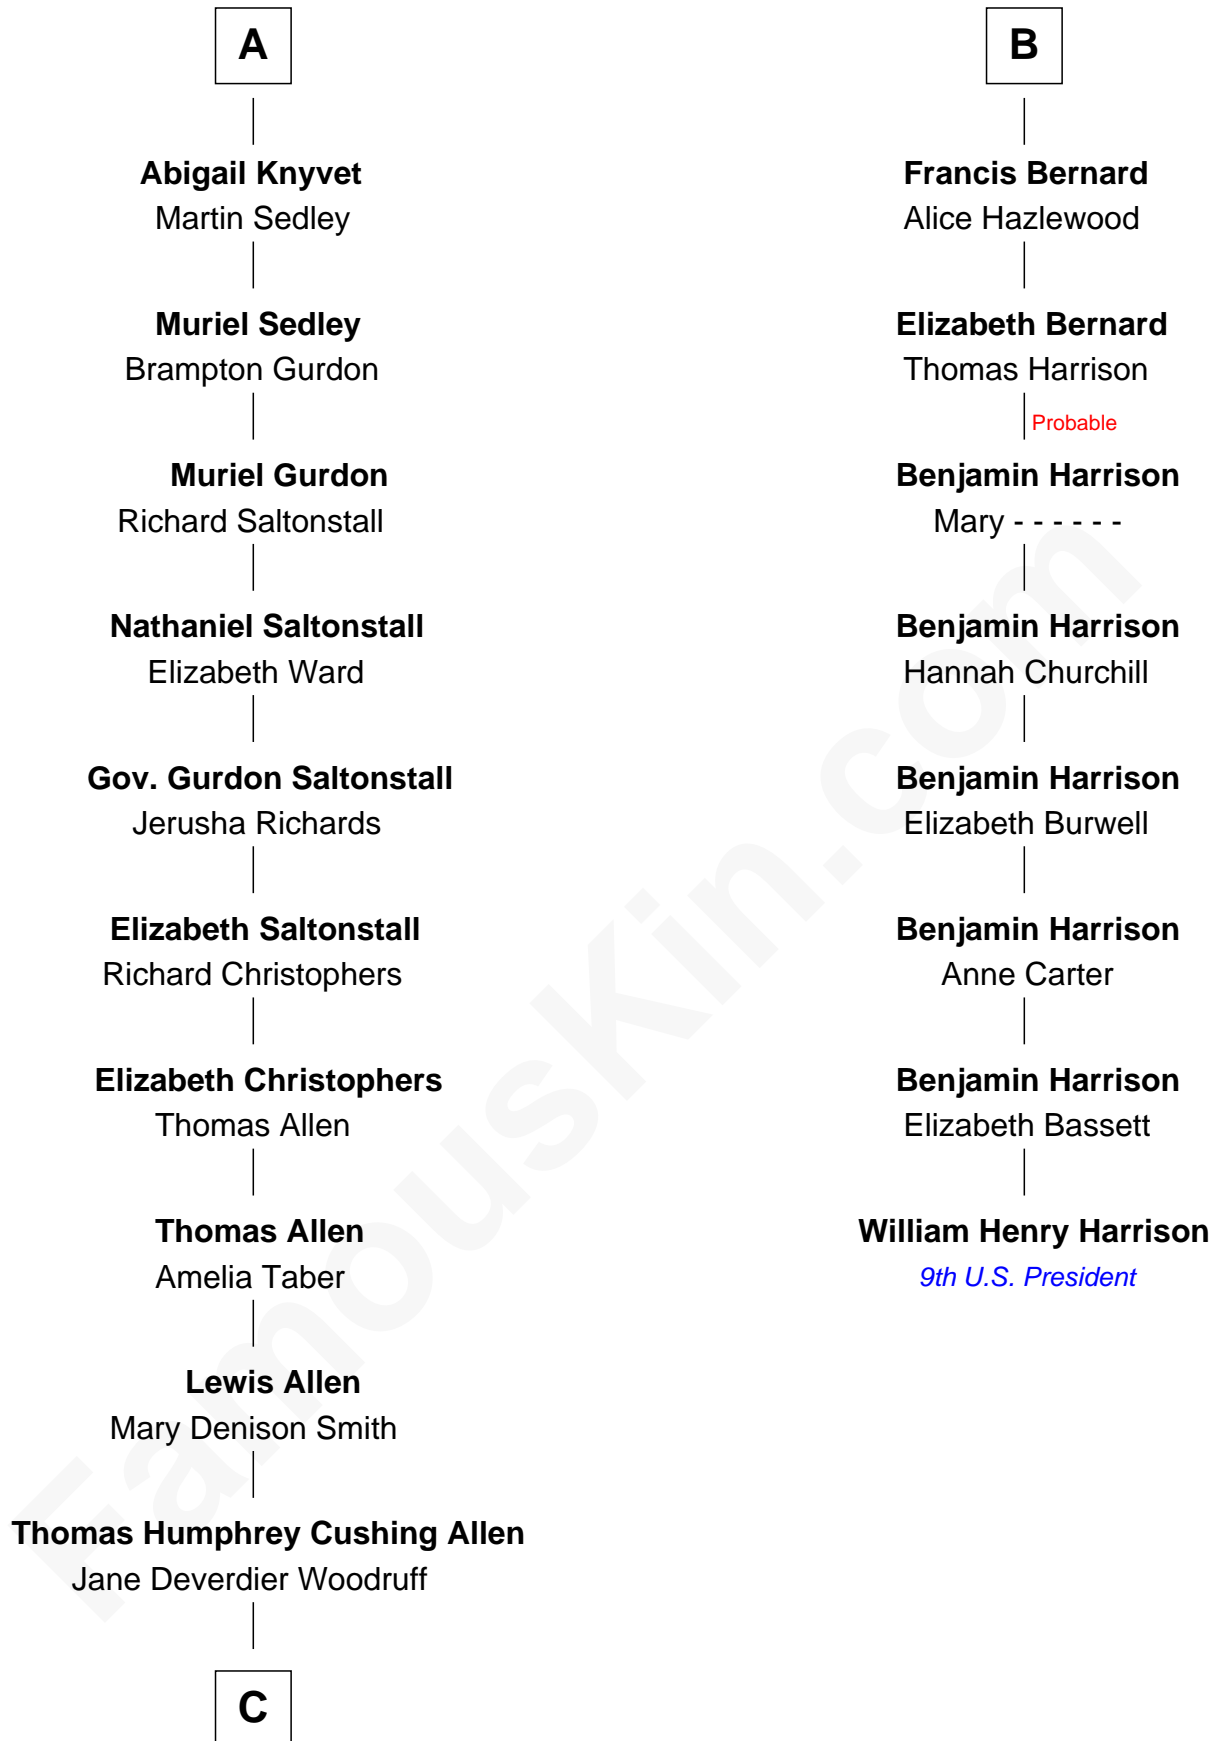 A
Abigail Knyvet
Martin Sedley
Muriel Sedley
Brampton Gurdon
Muriel Gurdon
Richard Saltonstall
Nathaniel Saltonstall
Elizabeth Ward
Gov. Gurdon Saltonstall
Jerusha Richards
Elizabeth Saltonstall
Richard Christophers
Elizabeth Christophers
Thomas Allen
Thomas Allen
Amelia Taber
Lewis Allen
Mary Denison Smith
Thomas Humphrey Cushing Allen
Jane Deverdier Woodruff
C
B
Francis Bernard
Alice Hazlewood
Elizabeth Bernard
Thomas Harrison
Probable
Benjamin Harrison
Mary - - - - - -
Benjamin Harrison
Hannah Churchill
Benjamin Harrison
Elizabeth Burwell
Benjamin Harrison
Anne Carter
Benjamin Harrison
Elizabeth Bassett
William Henry Harrison
9th U.S. President
FamousKin.com